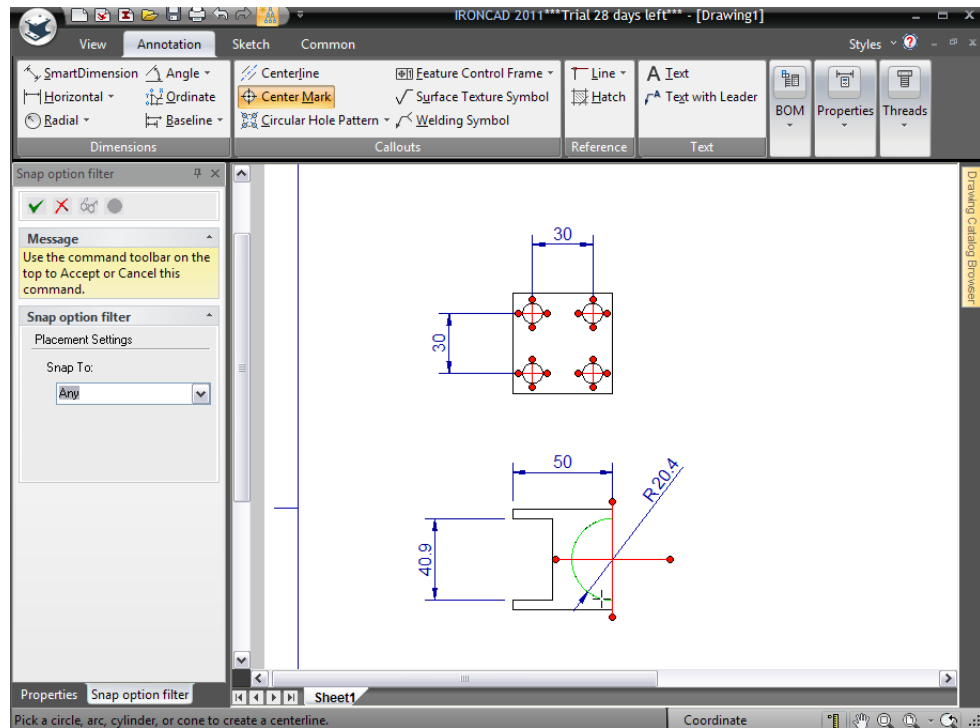 IRONCAD 2011***Trial 28 days left*** - [Drawing1]
View Annotation Sketch Common Styles
SmartDimension Angle Centerline Feature Control Frame Line Text
Horizontal Ordinate Center Mark Surface Texture Symbol Hatch Text with Leader
Radial Baseline Circular Hole Pattern Welding Symbol
BOM Properties Threads
Dimensions Callouts Reference Text
Snap option filter
Message
Use the command toolbar on the
top to Accept or Cancel this
command.
Snap option filter
Placement Settings
Snap To:
Any
30
30
50
R 20.4
40.9
Drawing Catalog Browser
Properties Snap option filter
Sheet1
Pick a circle, arc, cylinder, or cone to create a centerline. Coordinate